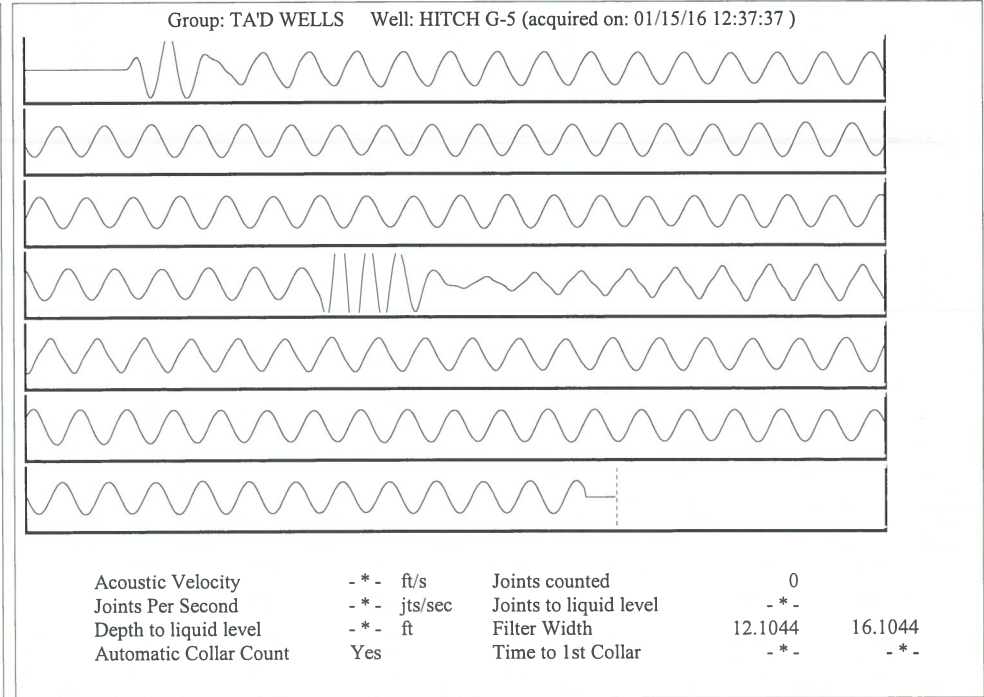 Group: TA'D WELLS Well: HITCH G-5 (acquired on: 01/15/16 12:37:37 )
Acoustic Velocity - * - ft/s Joints counted 0
Joints Per Second - * - jts/sec Joints to liquid level - * -
Depth to liquid level - * - ft Filter Width 12.1044 16.1044
Automatic Collar Count Yes Time to 1st Collar - * - - * -